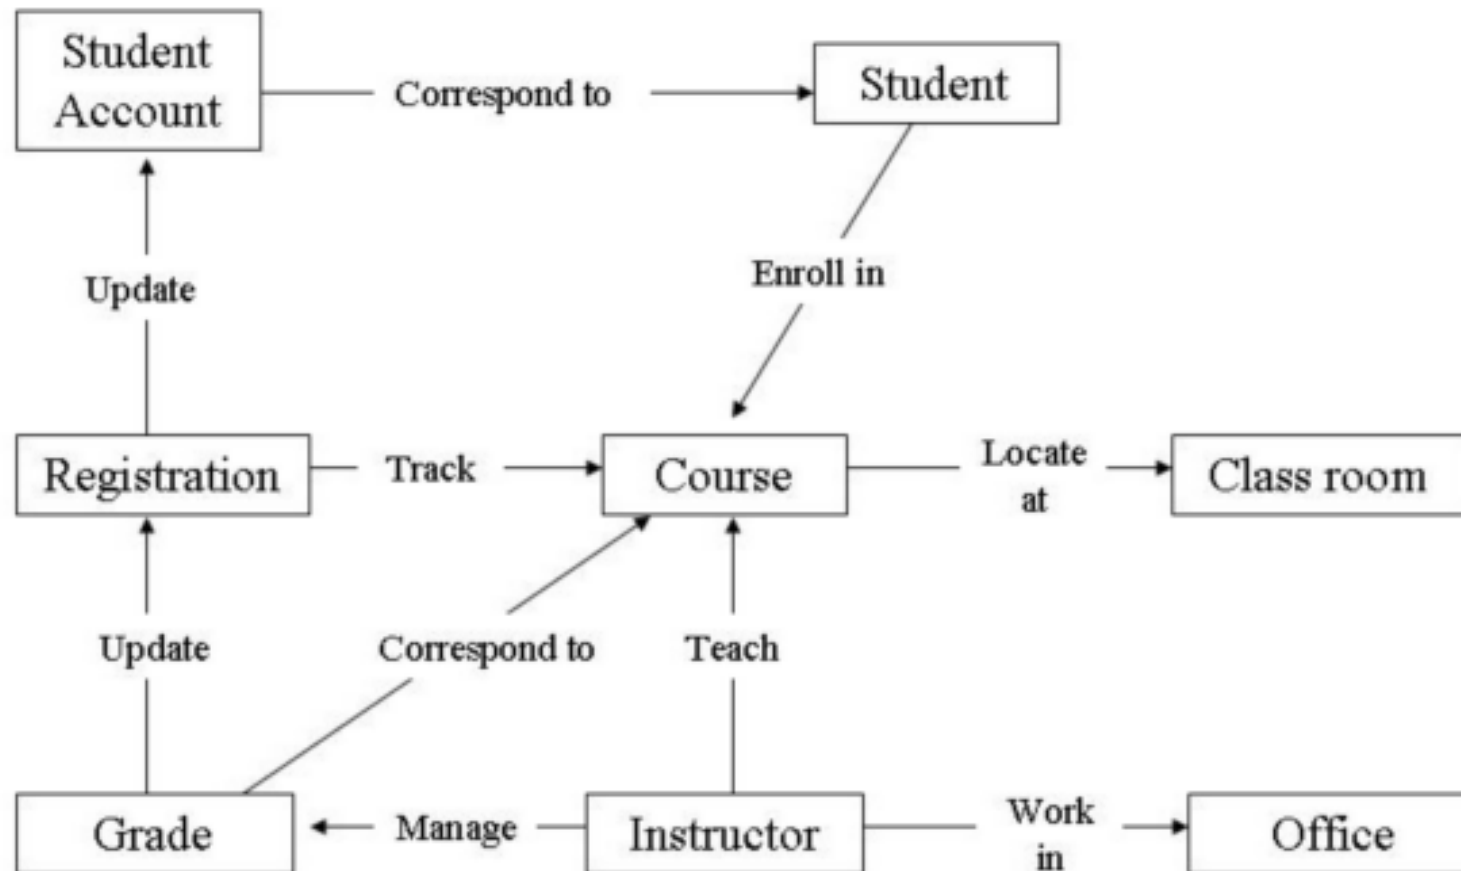 Student
Account
Correspond to
Student
Update
Enroll in
Registration
Track
Course
Locate
at
Class room
Update
Correspond to
Teach
Grade
Manage
Instructor
Work
in
Office